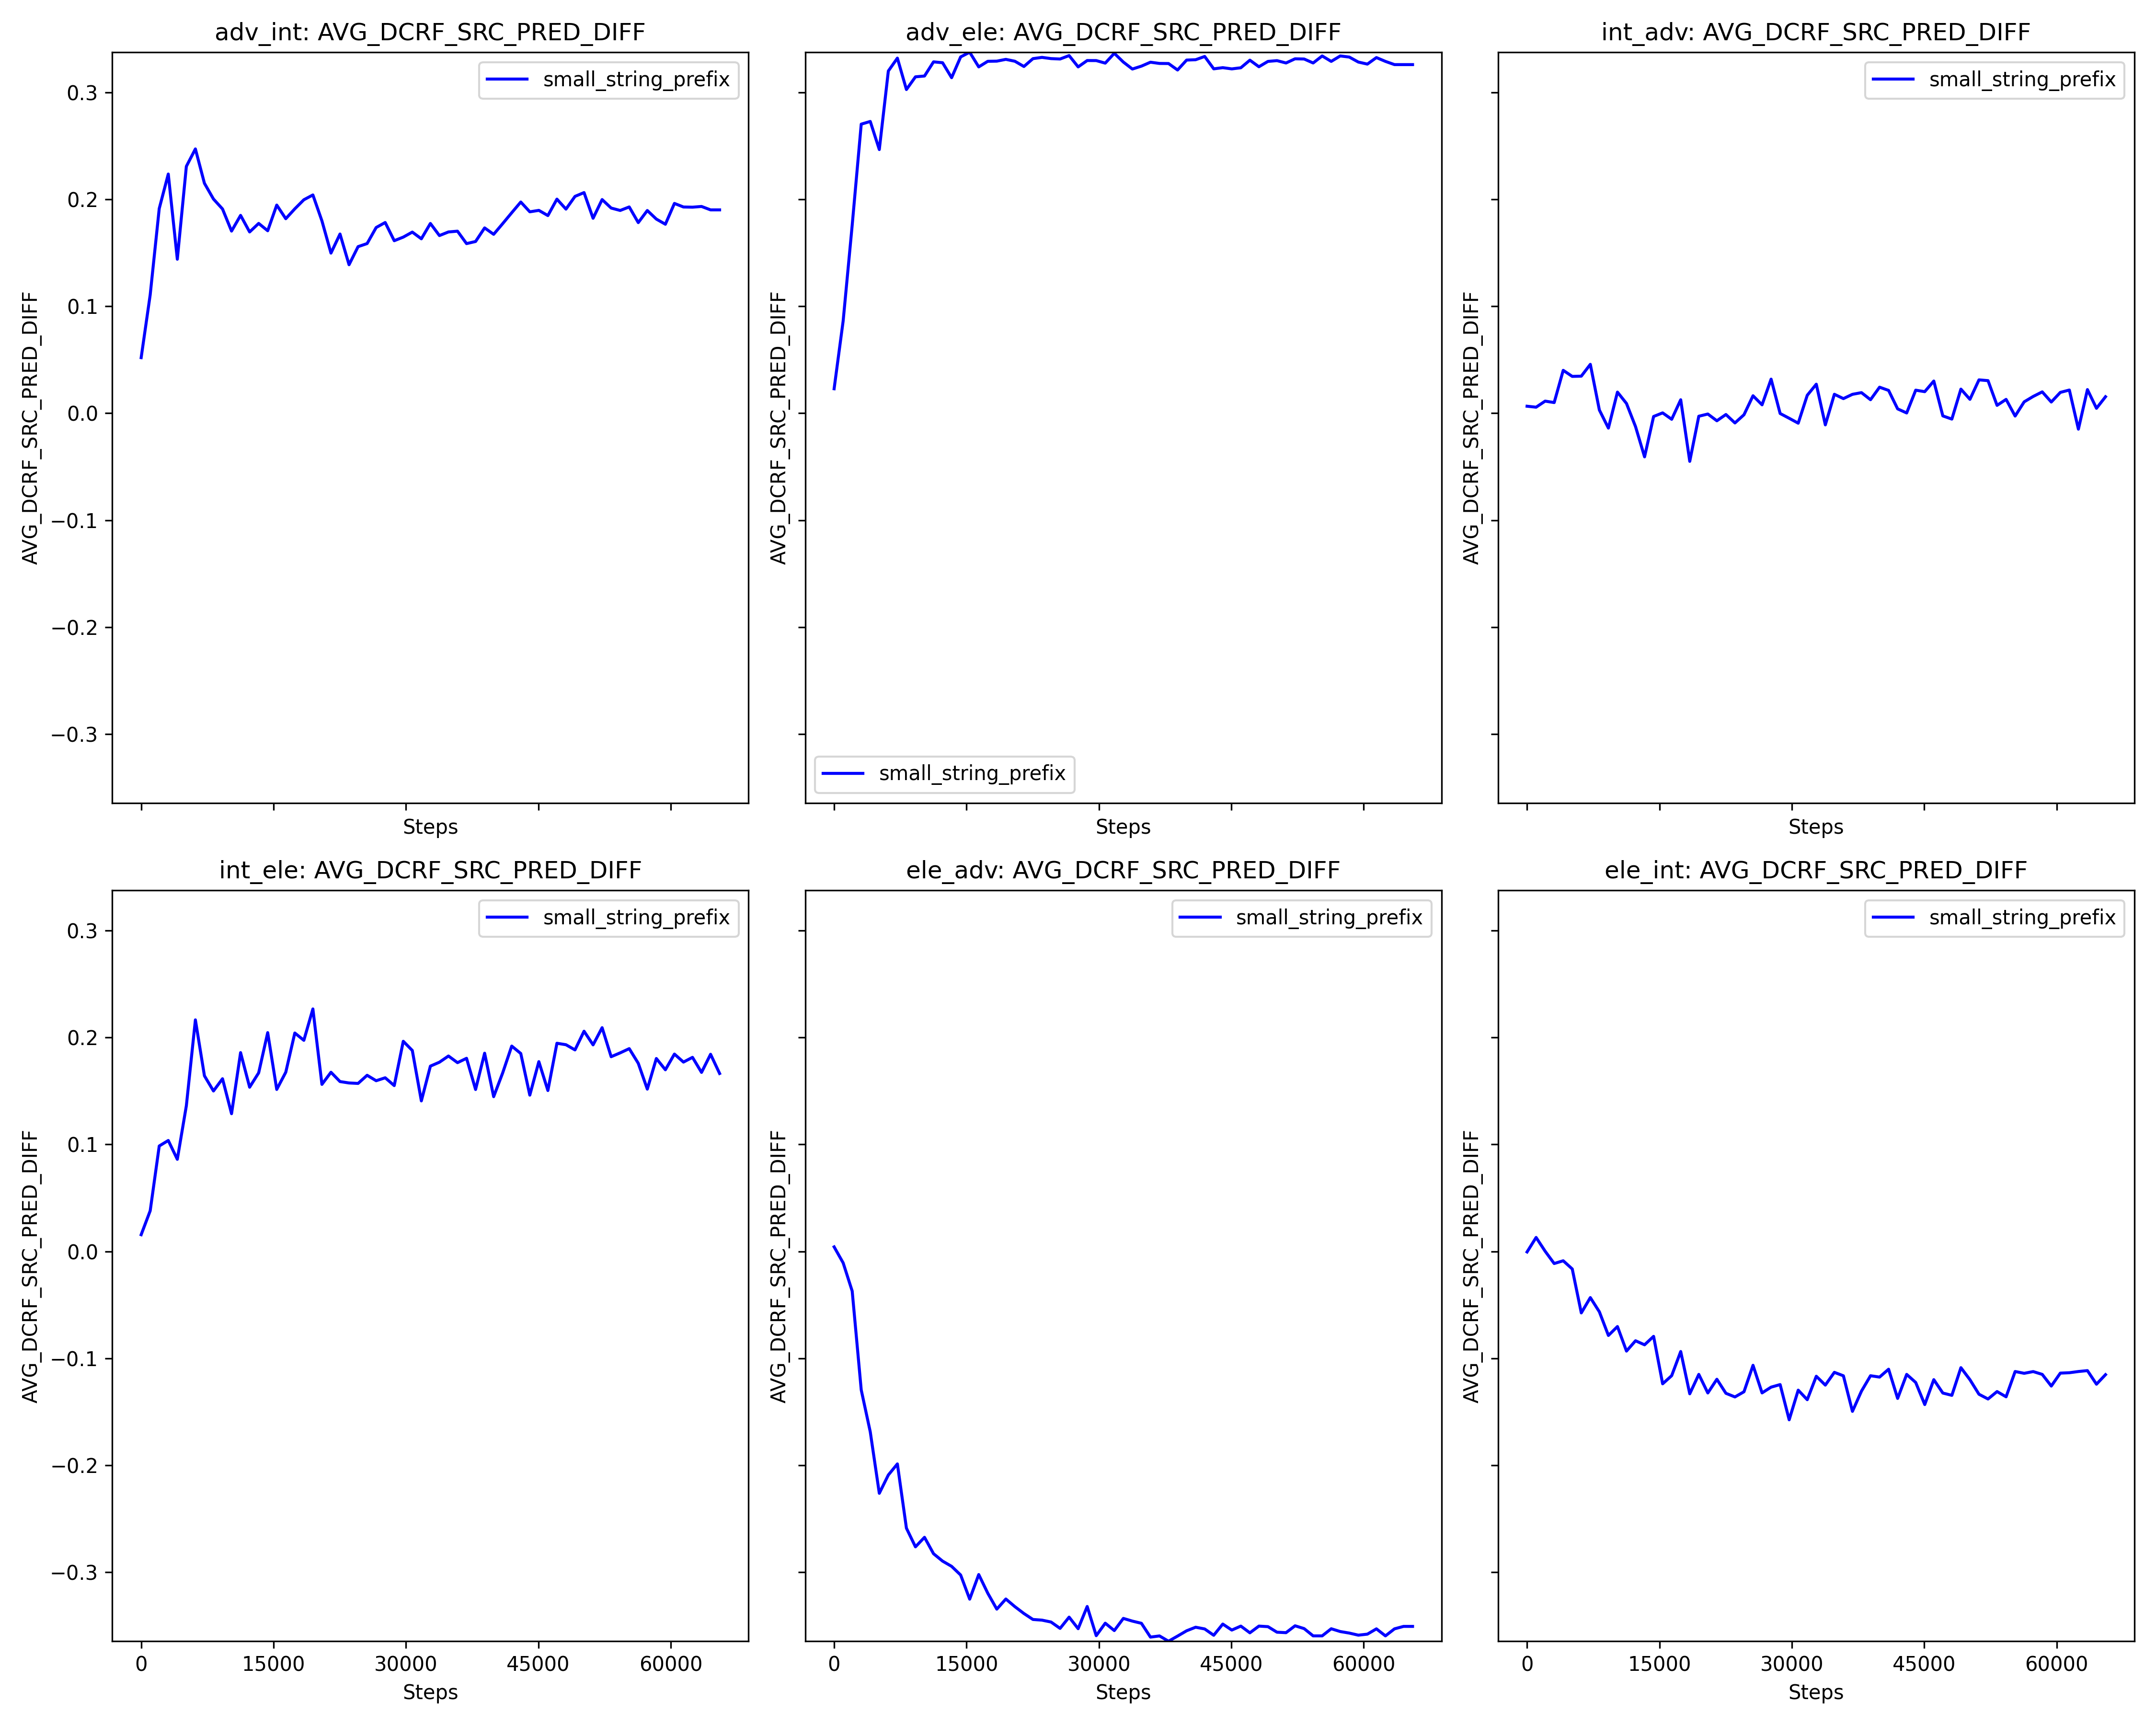 adv_int: AVG_DCRF_SRC_PRED_DIFF
adv_ele: AVG_DCRF_SRC_PRED_DIFF
int_adv: AVG_DCRF_SRC_PRED_DIFF
small_string_prefix
small_string_prefix
small_string_prefix
AVG_DCRF_SRC_PRED_DIFF
AVG_DCRF_SRC_PRED_DIFF
AVG_DCRF_SRC_PRED_DIFF
0.3
0.2
0.1
0.0
−0.1
−0.2
−0.3
Steps
Steps
Steps
int_ele: AVG_DCRF_SRC_PRED_DIFF
ele_adv: AVG_DCRF_SRC_PRED_DIFF
ele_int: AVG_DCRF_SRC_PRED_DIFF
small_string_prefix
small_string_prefix
small_string_prefix
AVG_DCRF_SRC_PRED_DIFF
AVG_DCRF_SRC_PRED_DIFF
AVG_DCRF_SRC_PRED_DIFF
0.3
0.2
0.1
0.0
−0.1
−0.2
−0.3
0 15000 30000 45000 60000
0 15000 30000 45000 60000
0 15000 30000 45000 60000
Steps
Steps
Steps